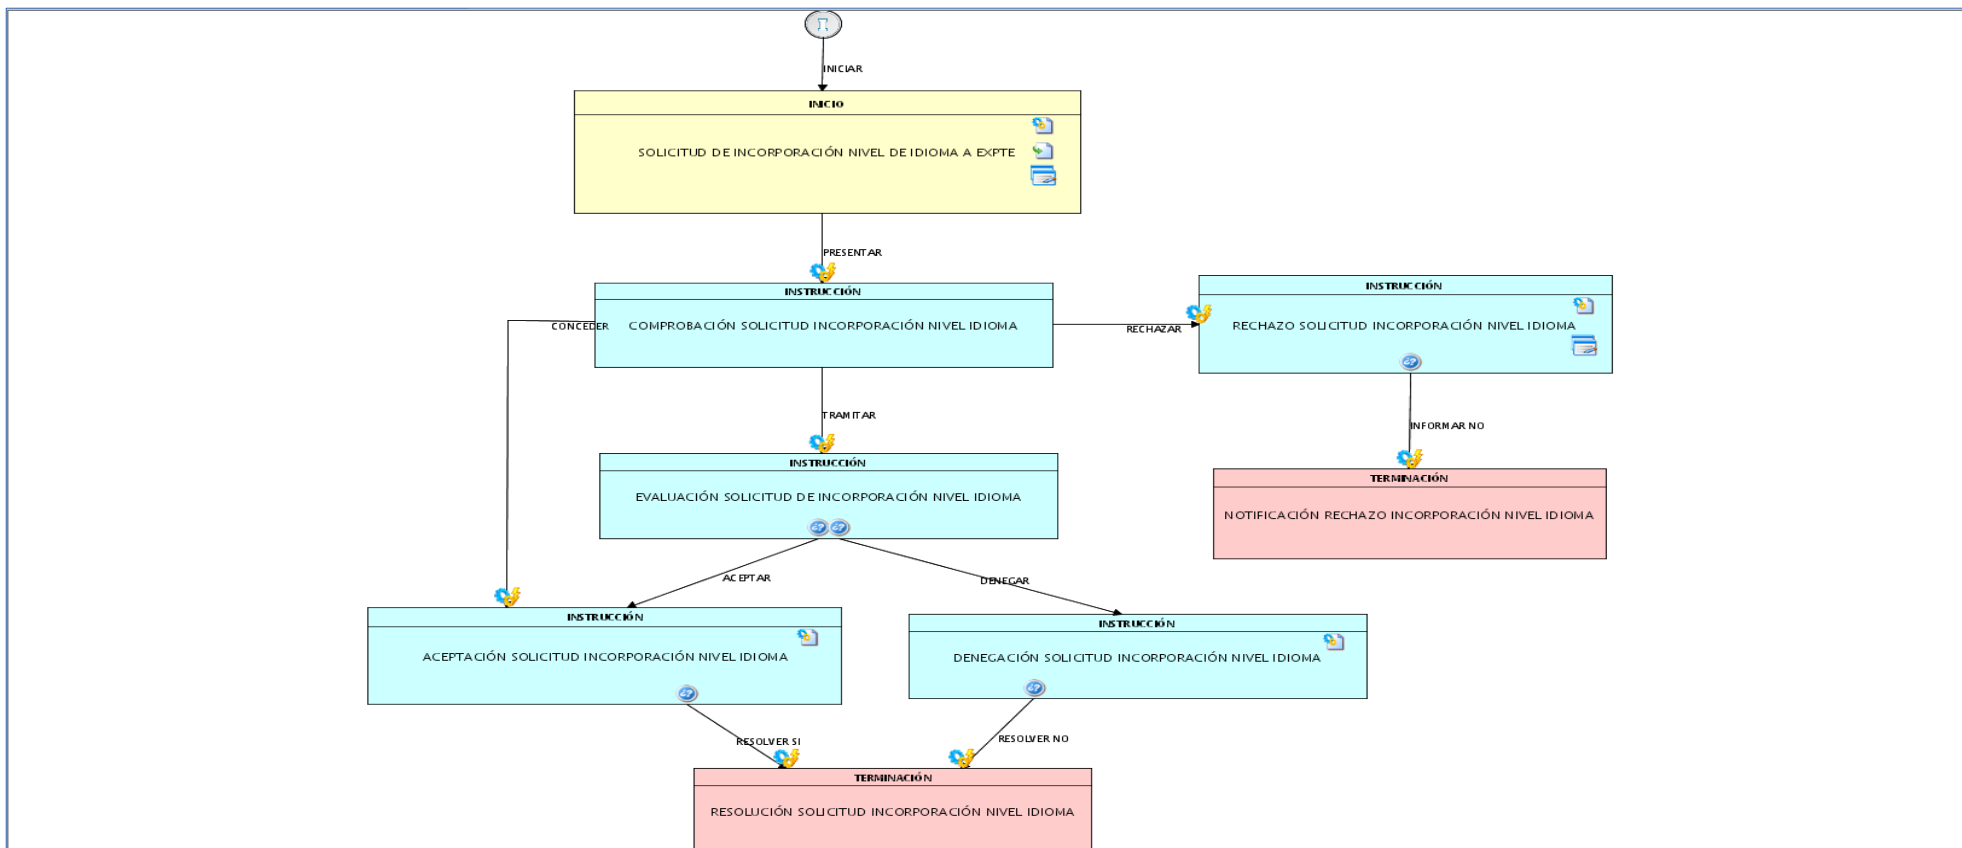 INICIAR
INICIO
SOLICITUD DE INCORPORACIÓN NIVEL DE IDIOMA A EXPTE
PRESENTAR
INSTRUCCIÓN
COMPROBACIÓN SOLICITUD INCORPORACIÓN NIVEL IDIOMA
CONCEDER
RECHAZAR
INSTRUCCIÓN
RECHAZO SOLICITUD INCORPORACIÓN NIVEL IDIOMA
TRAMITAR
INFORMAR NO
INSTRUCCIÓN
EVALUACIÓN SOLICITUD DE INCORPORACIÓN NIVEL IDIOMA
TERMINACIÓN
NOTIFICACIÓN RECHAZO INCORPORACIÓN NIVEL IDIOMA
ACEPTAR
DENEGAR
INSTRUCCIÓN
ACEPTACIÓN SOLICITUD INCORPORACIÓN NIVEL IDIOMA
INSTRUCCIÓN
DENEGACIÓN SOLICITUD INCORPORACIÓN NIVEL IDIOMA
RESOLVER SI
RESOLVER NO
TERMINACIÓN
RESOLUCIÓN SOLICITUD INCORPORACIÓN NIVEL IDIOMA